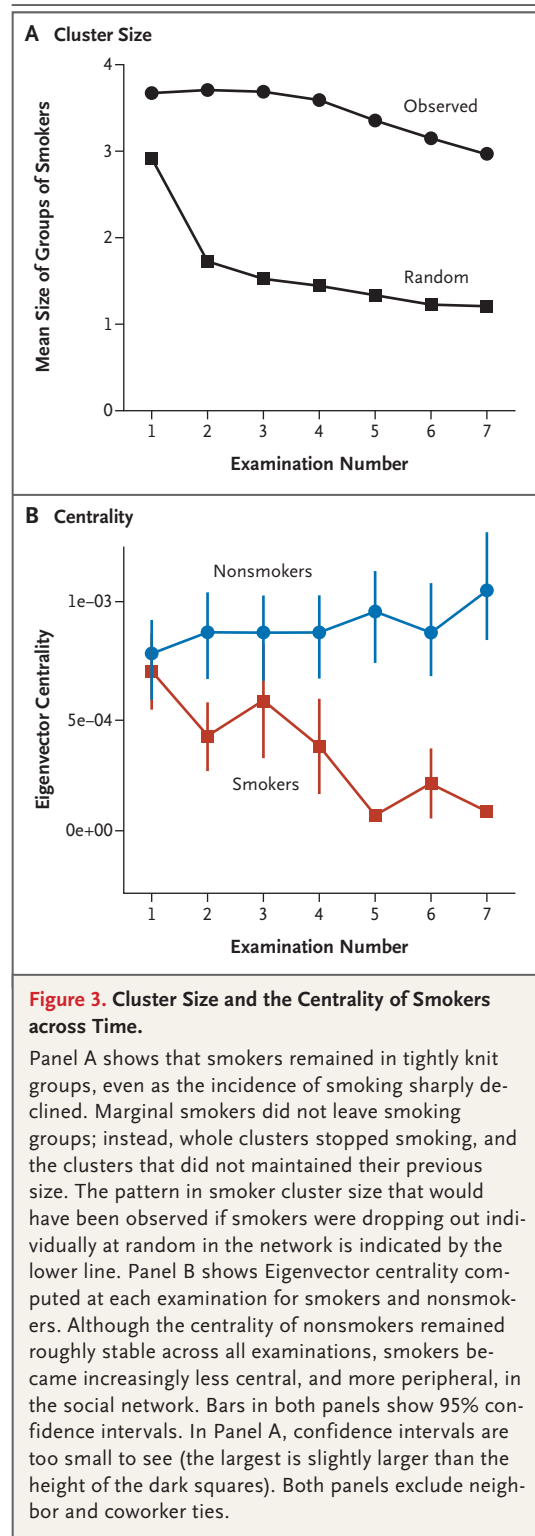 A Cluster Size
4
3
2
1
0
Mean Size of Groups of Smokers
Observed
Random
1 2 3 4 5 6 7
Examination Number
B Centrality
1e–03
5e–04
0e+00
Eigenvector Centrality
Nonsmokers
Smokers
1 2 3 4 5 6 7
Examination Number
Figure 3. Cluster Size and the Centrality of Smokers
across Time.
Panel A shows that smokers remained in tightly knit
groups, even as the incidence of smoking sharply de-
clined. Marginal smokers did not leave smoking
groups; instead, whole clusters stopped smoking, and
the clusters that did not maintained their previous
size. The pattern in smoker cluster size that would
have been observed if smokers were dropping out indi-
vidually at random in the network is indicated by the
lower line. Panel B shows Eigenvector centrality com-
puted at each examination for smokers and nonsmok-
ers. Although the centrality of nonsmokers remained
roughly stable across all examinations, smokers be-
came increasingly less central, and more peripheral, in
the social network. Bars in both panels show 95% con-
fidence intervals. In Panel A, confidence intervals are
too small to see (the largest is slightly larger than the
height of the dark squares). Both panels exclude neigh-
bor and coworker ties.